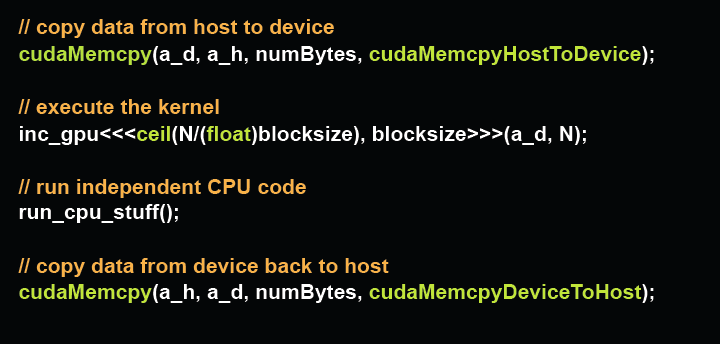 // copy data from host to device
cudaMemcpy(a_d, a_h, numBytes, cudaMemcpyHostToDevice);
// execute the kernel
inc_gpu<<<ceil(N/(float)blocksize), blocksize>>>(a_d, N);
// run independent CPU code
run_cpu_stuff();
// copy data from device back to host
cudaMemcpy(a_h, a_d, numBytes, cudaMemcpyDeviceToHost);